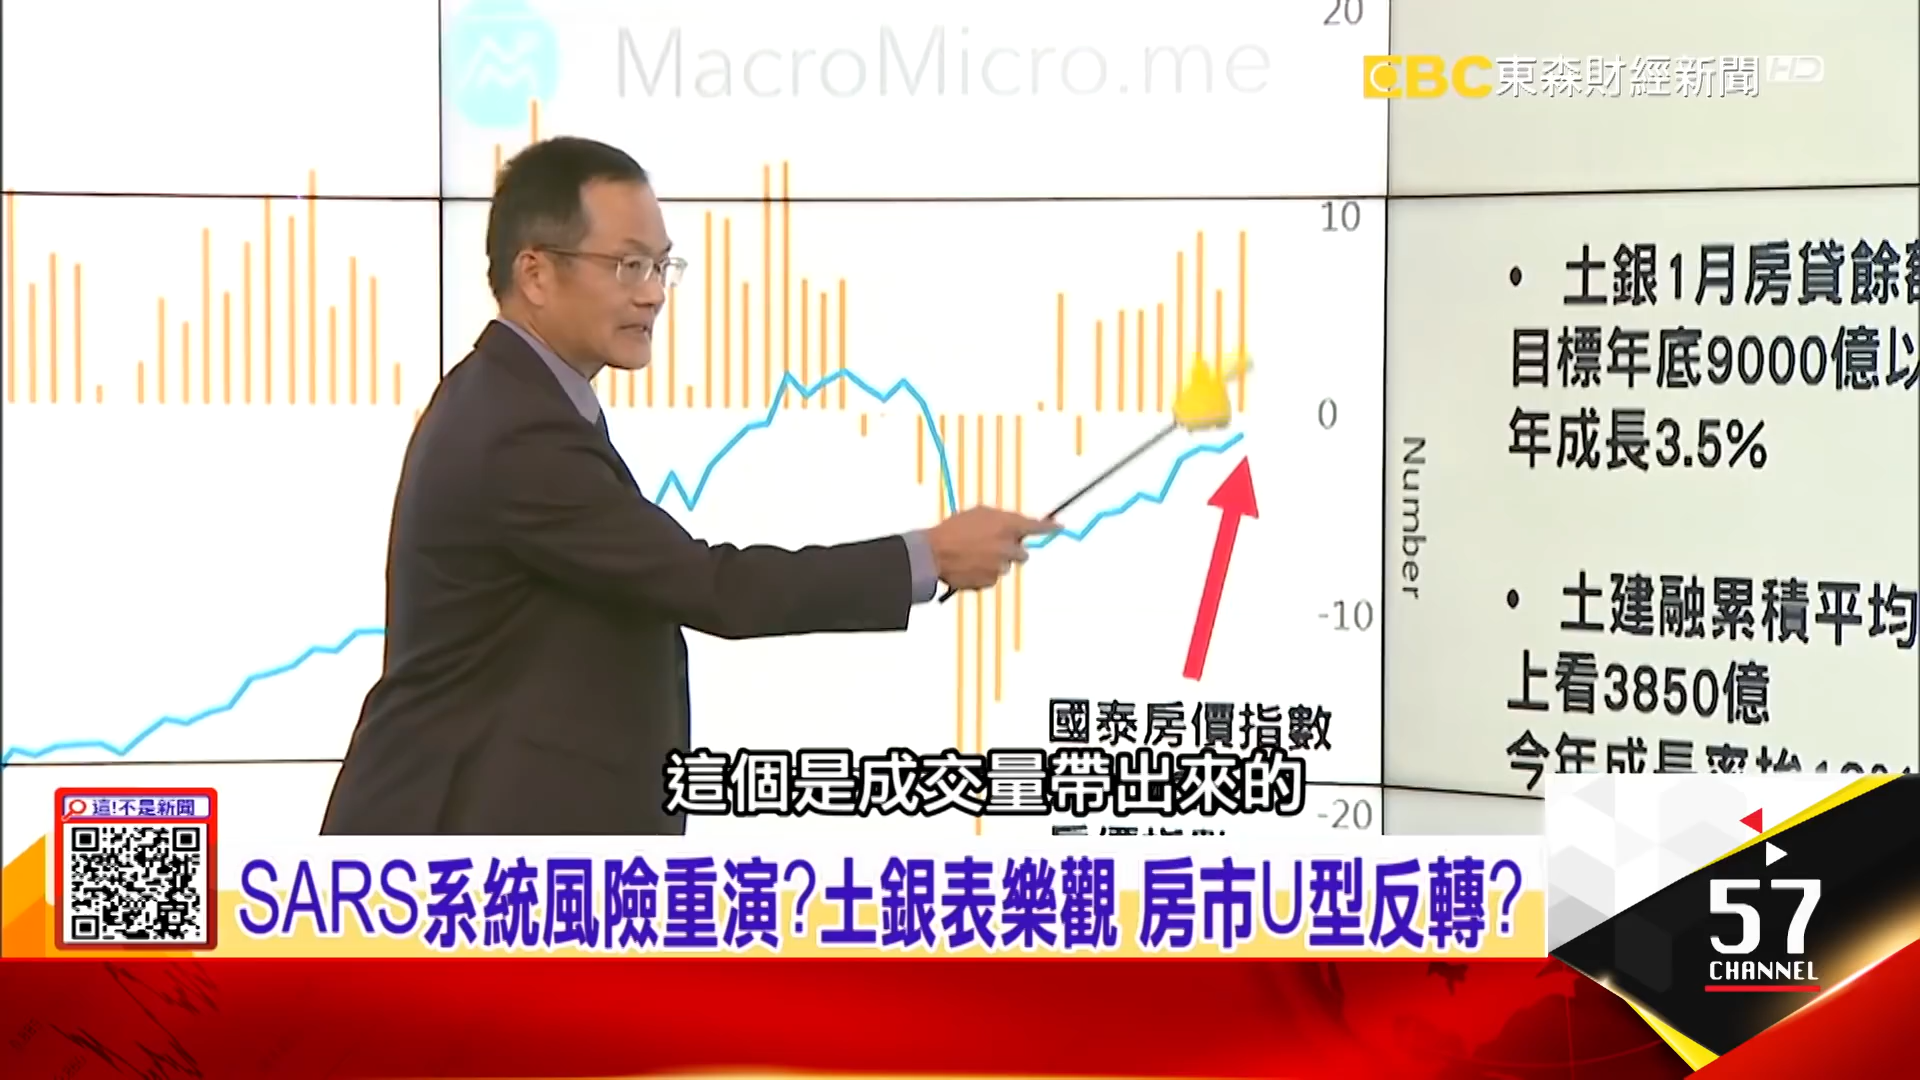 20
MacroMicro.me
EBC東森財經新聞HD
10
0
-10
-20
Number
• 土銀1月房貸餘
目標年底9000億以
年成長3.5%
• 土建融累積平均
上看3850億
今年成長率
國泰房價指數
這個是成交量帶出來的
這!不是新聞
SARS系統風險重演?土銀表樂觀 房市U型反轉?
57
CHANNEL